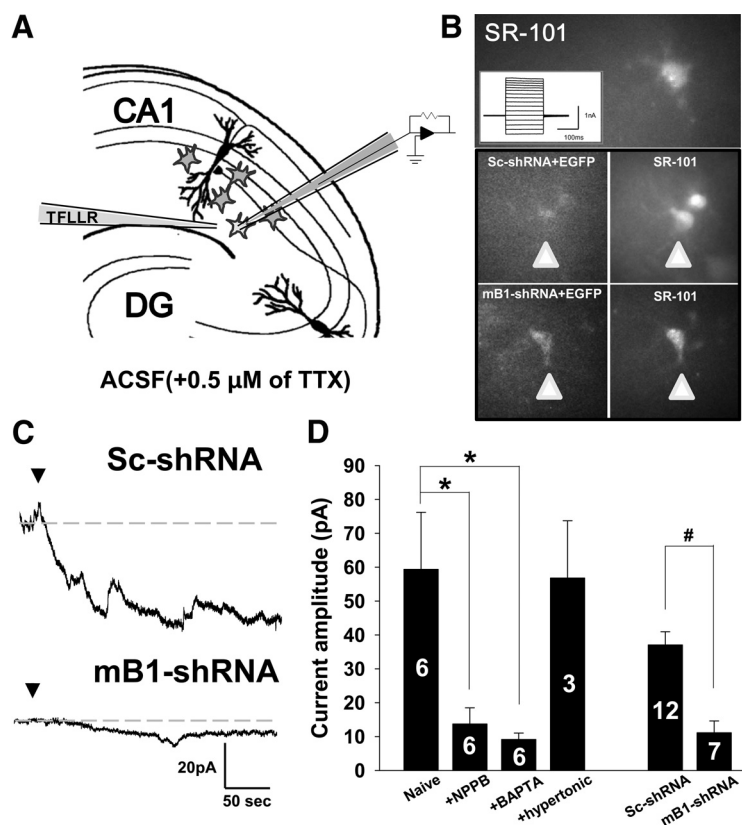 A
CA1
TFLLR
DG
ACSF(+0.5 μM of TTX)
B
SR-101
1nA
100ms
Sc-shRNA+EGFP
SR-101
mB1-shRNA+EGFP
SR-101
C
Sc-shRNA
mB1-shRNA
20pA
50 sec
D
Current amplitude (pA)
90
80
70
60
50
40
30
20
10
0
*
*
#
6
6
6
3
12
7
Naive
+NPPB
+BAPTA
+hypertonic
Sc-shRNA
mB1-shRNA